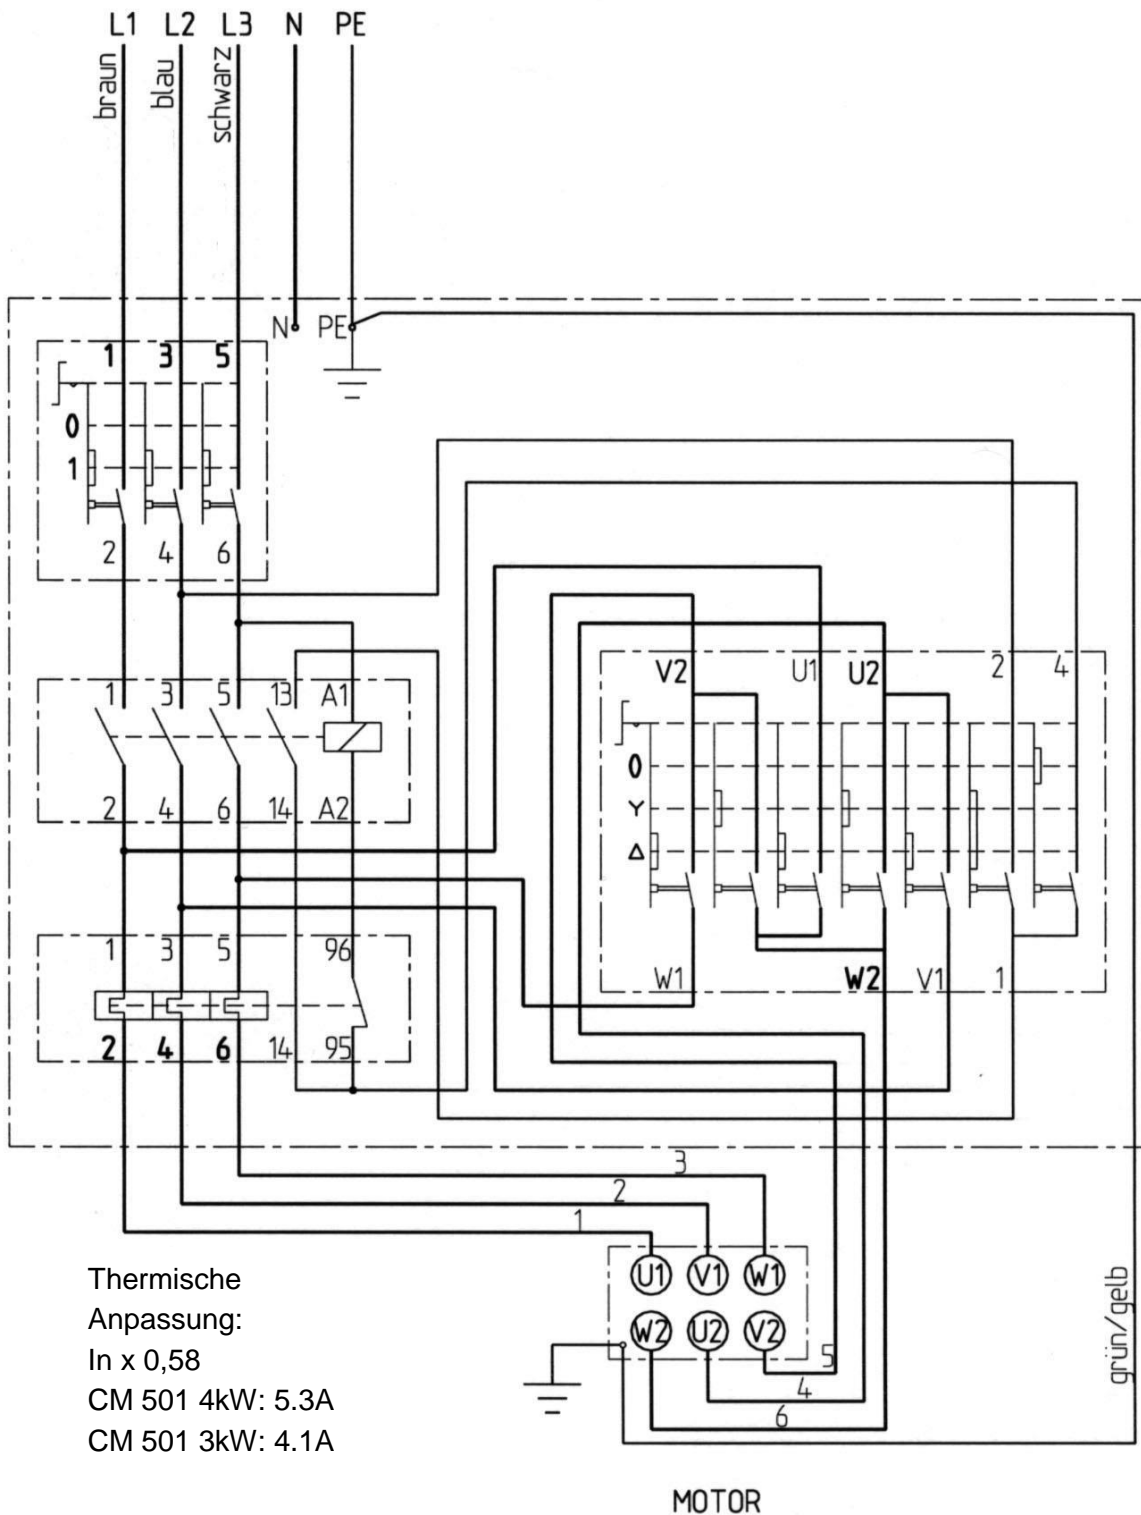 L1 L2 L3 N PE
braun
blau
schwarz
N PE
1 3 5
0
1
2 4 6
V2 U1 U2 2 4
1 3 5 13 A1
0
Y
Δ
2 4 6 14 A2
1 3 5 96
W1 W2 V1 1
2 4 6 14 95
3
2
1
U1 V1 W1
W2 U2 V2
5
4
6
grün/gelb
Thermische
Anpassung:
In x 0,58
CM 501 4kW: 5.3A
CM 501 3kW: 4.1A
MOTOR